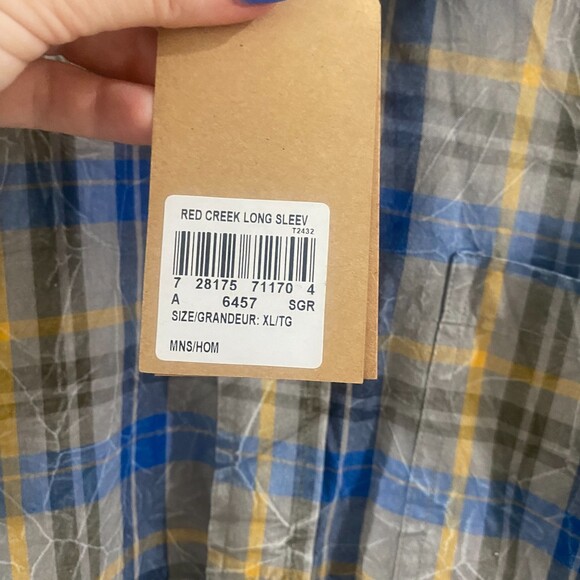 RED CREEK LONG SLEEV
T2432
7 28175 71170 4
A 6457 SGR
SIZE/GRANDEUR: XL/TG
MNS/HOM